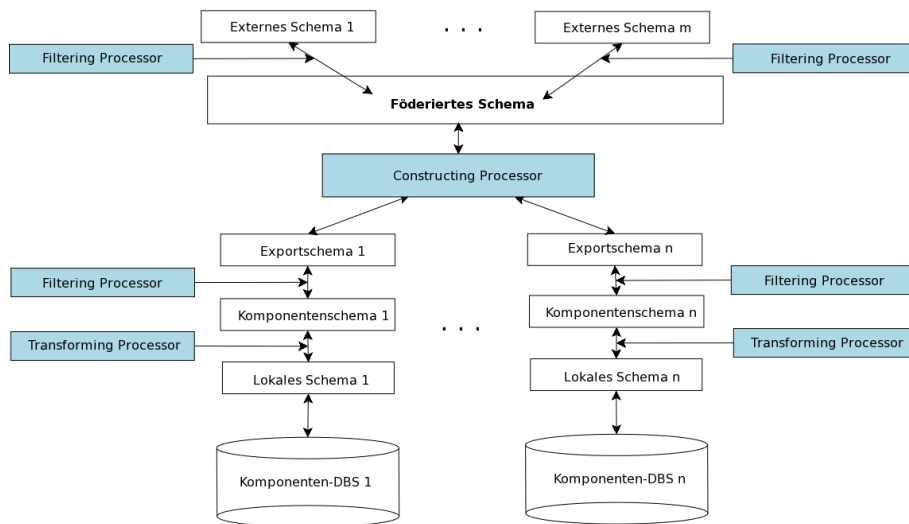 Externes Schema 1
. . .
Externes Schema m
Filtering Processor
Filtering Processor
Föderiertes Schema
Constructing Processor
Exportschema 1
Exportschema n
Filtering Processor
Filtering Processor
Komponentenschema 1
. . .
Komponentenschema n
Transforming Processor
Transforming Processor
Lokales Schema 1
Lokales Schema n
Komponenten-DBS 1
Komponenten-DBS n